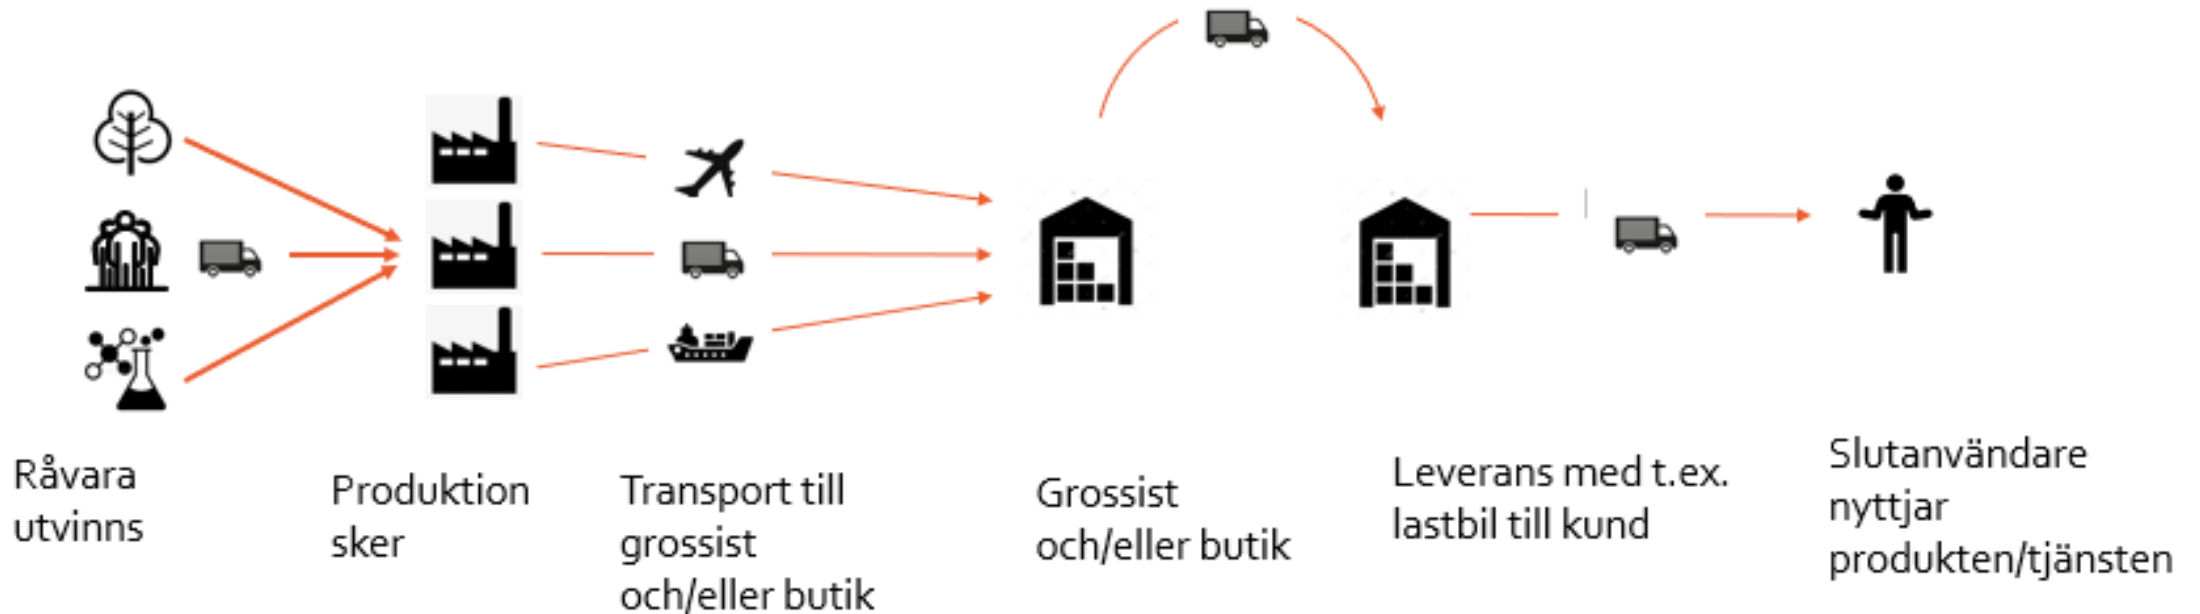 Råvara
utvinns
Produktion
sker
Transport till
grossist
och/eller butik
Grossist
och/eller butik
Leverans med t.ex.
lastbil till kund
Slutanvändare
nyttjar
produkten/tjänsten